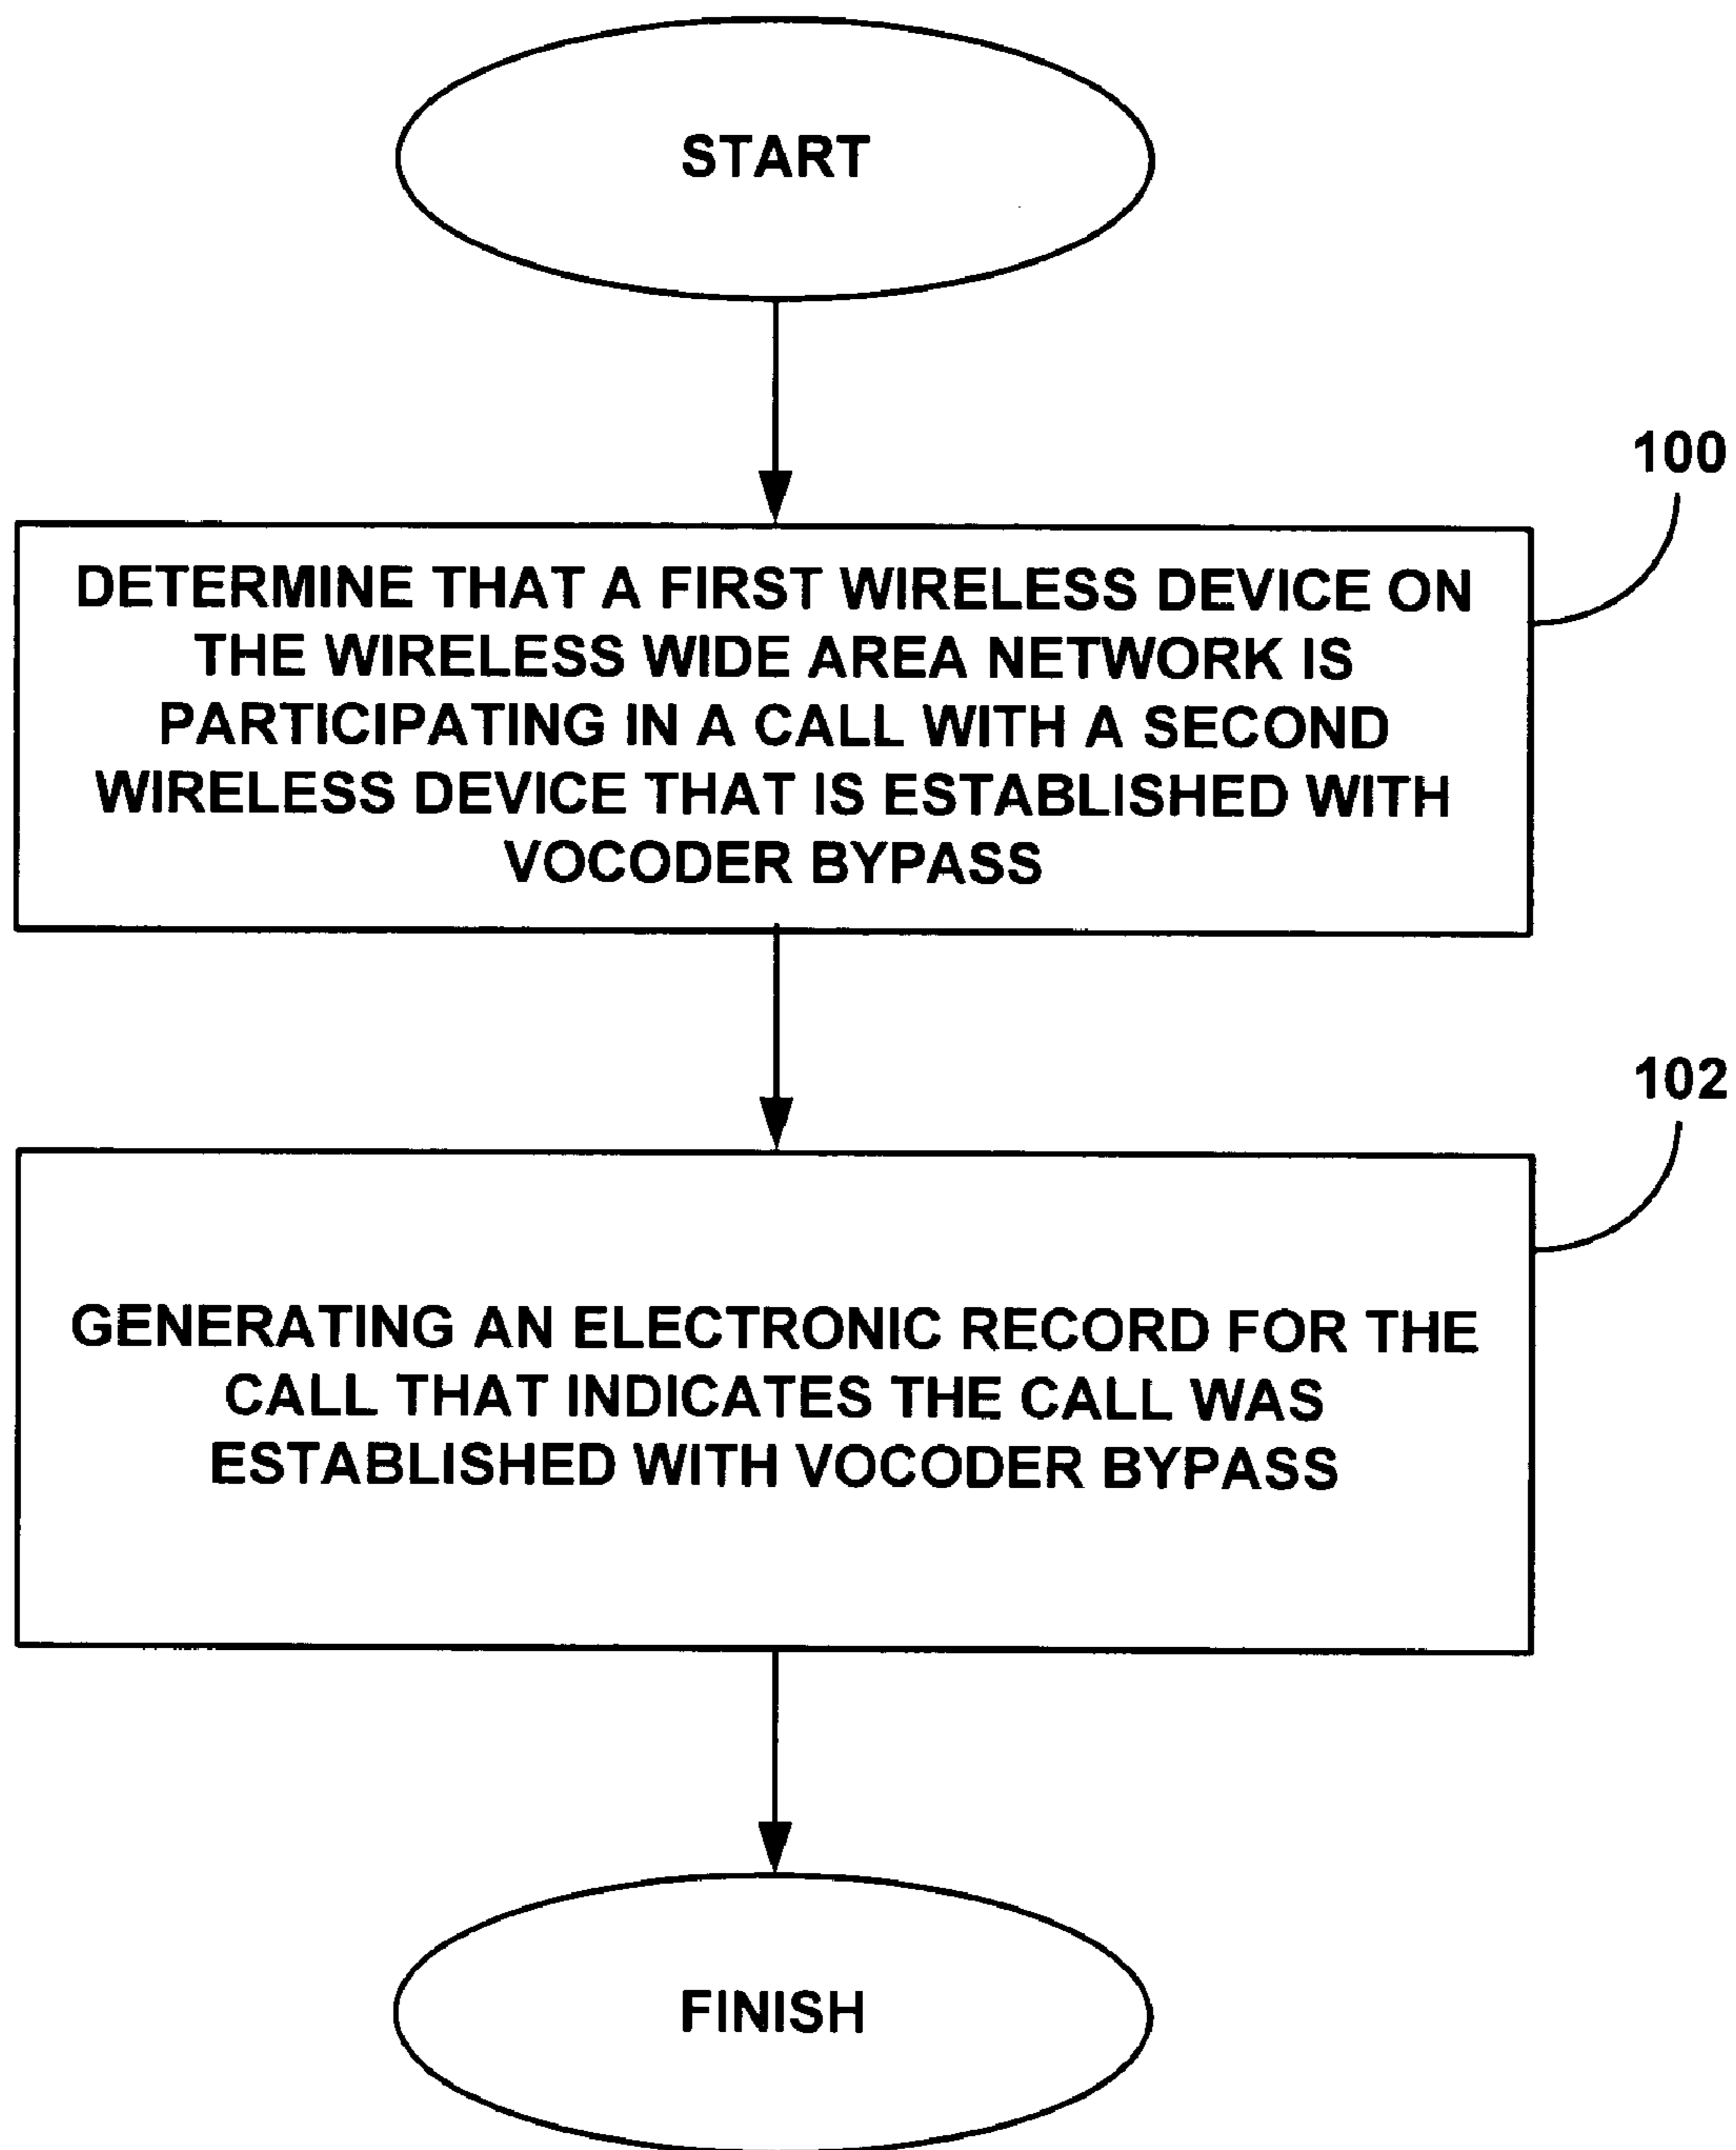 START
100
DETERMINE THAT A FIRST WIRELESS DEVICE ON
THE WIRELESS WIDE AREA NETWORK IS
PARTICIPATING IN A CALL WITH A SECOND
WIRELESS DEVICE THAT IS ESTABLISHED WITH
VOCODER BYPASS
102
GENERATING AN ELECTRONIC RECORD FOR THE
CALL THAT INDICATES THE CALL WAS
ESTABLISHED WITH VOCODER BYPASS
FINISH